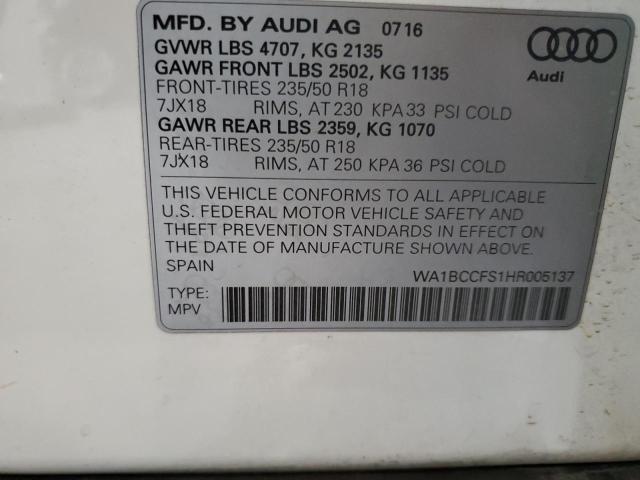 MFD. BY AUDI AG 0716
GVWR LBS 4707, KG 2135
GAWR FRONT LBS 2502, KG 1135
FRONT-TIRES 235/50 R18
7JX18 RIMS, AT 230 KPA 33 PSI COLD
GAWR REAR LBS 2359, KG 1070
REAR-TIRES 235/50 R18
7JX18 RIMS, AT 250 KPA 36 PSI COLD
Audi
THIS VEHICLE CONFORMS TO ALL APPLICABLE
U.S. FEDERAL MOTOR VEHICLE SAFETY AND
THEFT PREVENTION STANDARDS IN EFFECT ON
THE DATE OF MANUFACTURE SHOWN ABOVE.
SPAIN
WA1BCCFS1HR005137
TYPE:
MPV